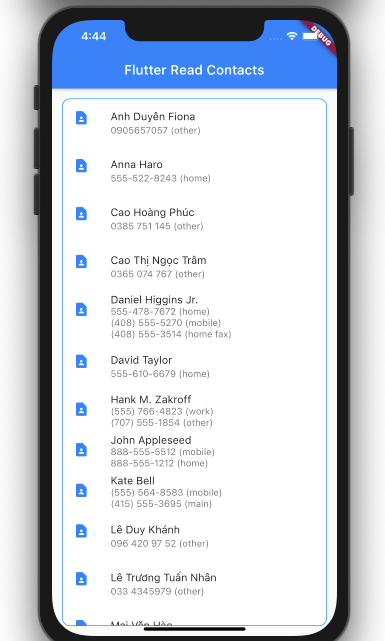 4:44
DEBUG
Flutter Read Contacts
Anh Duyên Fiona
0905657057 (other)
Anna Haro
555-522-8243 (home)
Cao Hoàng Phúc
0385 751 145 (other)
Cao Thị Ngọc Trâm
0365 074 767 (other)
Daniel Higgins Jr.
555-478-7672 (home)
(408) 555-5270 (mobile)
(408) 555-3514 (home fax)
David Taylor
555-610-6679 (home)
Hank M. Zakroff
(555) 766-4823 (work)
(707) 555-1854 (other)
John Appleseed
888-555-5512 (mobile)
888-555-1212 (home)
Kate Bell
(555) 564-8583 (mobile)
(415) 555-3695 (main)
Lê Duy Khánh
096 420 97 52 (other)
Lê Trương Tuấn Nhân
033 4345979 (other)
Mai Văn Hào